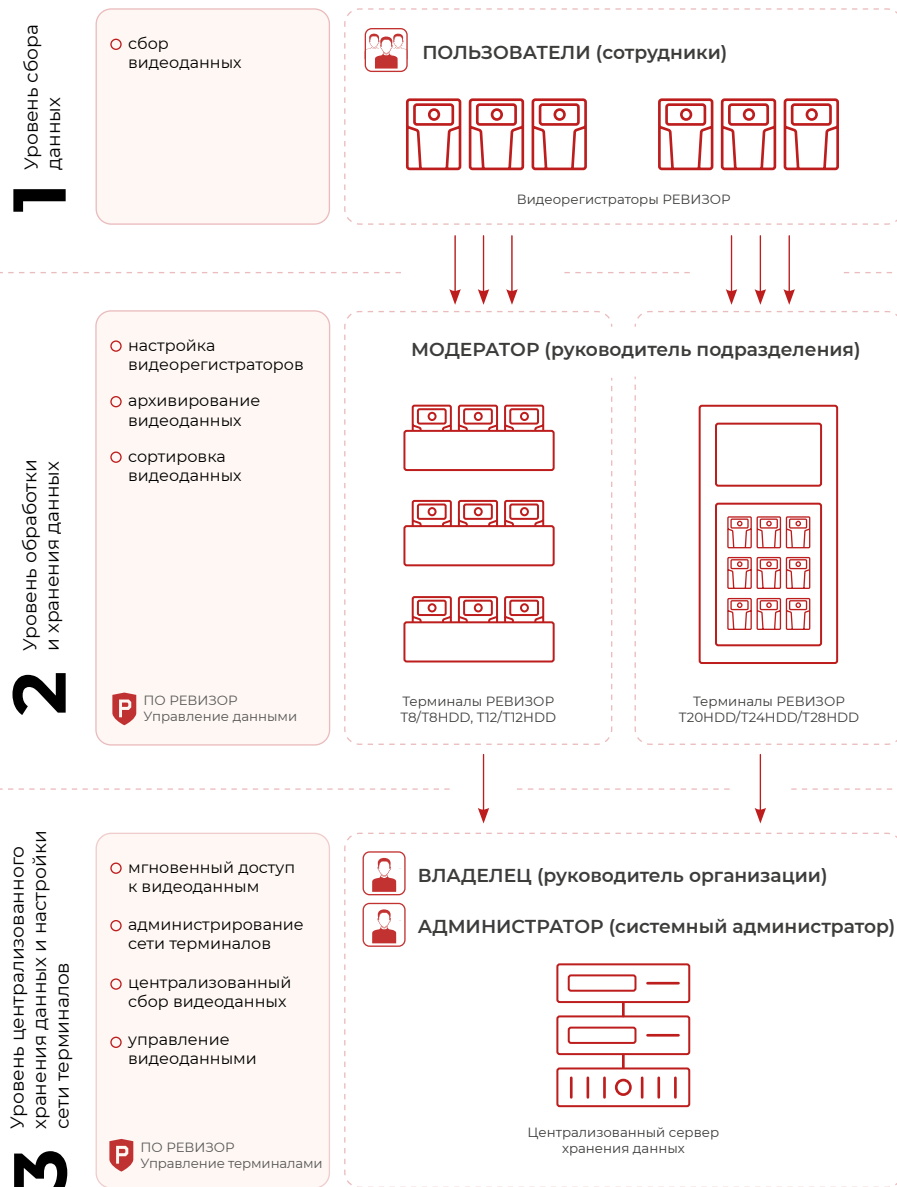 1
Уровень сбора
данных
сбор
видеоданных
ПОЛЬЗОВАТЕЛИ (сотрудники)
Видеорегистраторы РЕВИЗОР
2
Уровень обработки
и хранения данных
настройка
видеорегистраторов
архивирование
видеоданных
сортировка
видеоданных
Р ПО РЕВИЗОР
Управление данными
МОДЕРАТОР (руководитель подразделения)
Терминалы РЕВИЗОР
T8/T8HDD, T12/T12HDD
Терминалы РЕВИЗОР
T20HDD/T24HDD/T28HDD
3
Уровень централизованного
хранения данных и настройки
сети терминалов
мгновенный доступ
к видеоданным
администрирование
сети терминалов
централизованный
сбор видеоданных
управление
видеоданными
Р ПО РЕВИЗОР
Управление терминалами
ВЛАДЕЛЕЦ (руководитель организации)
АДМИНИСТРАТОР (системный администратор)
Централизованный сервер
хранения данных